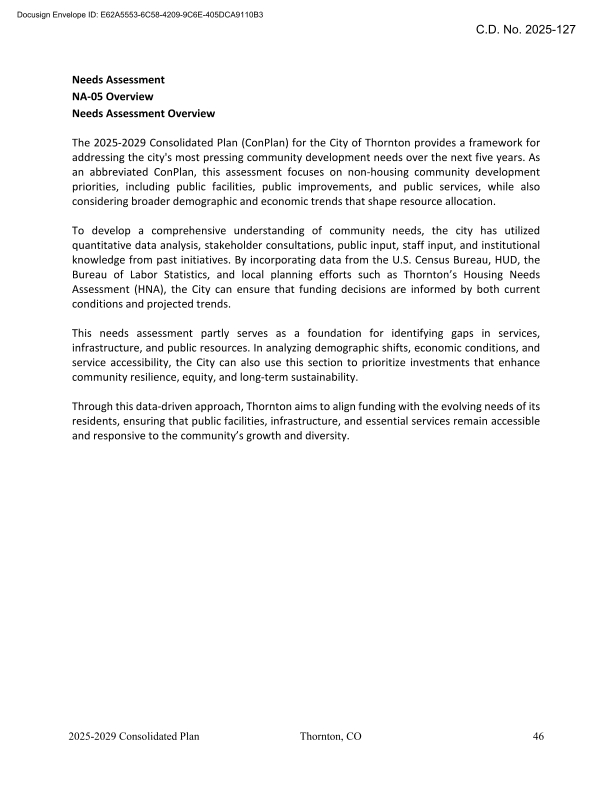 Docusign Envelope ID: E62A5553-6C58-4209-9C6E-405DCA9110B3
C.D. No. 2025-127
Needs Assessment
NA-05 Overview
Needs Assessment Overview
The 2025-2029 Consolidated Plan (ConPlan) for the City of Thornton provides a framework for
addressing the city's most pressing community development needs over the next five years. As
an abbreviated ConPlan, this assessment focuses on non-housing community development
priorities, including public facilities, public improvements, and public services, while also
considering broader demographic and economic trends that shape resource allocation.
To develop a comprehensive understanding of community needs, the city has utilized
quantitative data analysis, stakeholder consultations, public input, staff input, and institutional
knowledge from past initiatives. By incorporating data from the U.S. Census Bureau, HUD, the
Bureau of Labor Statistics, and local planning efforts such as Thornton’s Housing Needs
Assessment (HNA), the City can ensure that funding decisions are informed by both current
conditions and projected trends.
This needs assessment partly serves as a foundation for identifying gaps in services,
infrastructure, and public resources. In analyzing demographic shifts, economic conditions, and
service accessibility, the City can also use this section to prioritize investments that enhance
community resilience, equity, and long-term sustainability.
Through this data-driven approach, Thornton aims to align funding with the evolving needs of its
residents, ensuring that public facilities, infrastructure, and essential services remain accessible
and responsive to the community’s growth and diversity.
2025-2029 Consolidated Plan Thornton, CO 46